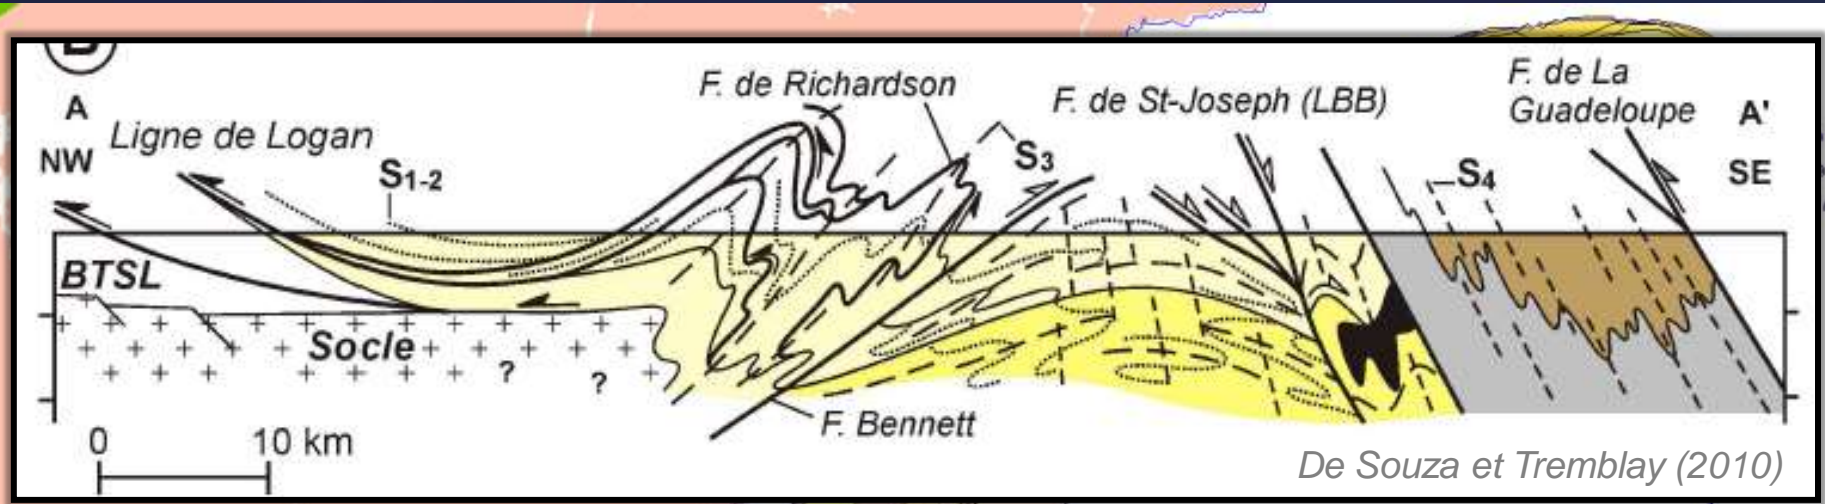 B
A
NW
Ligne de Logan
S1-2
F. de Richardson
S3
F. de St-Joseph (LBB)
F. de La
Guadeloupe
A'
SE
S4
BTSL
Socle
?
?
F. Bennett
0 10 km
De Souza et Tremblay (2010)